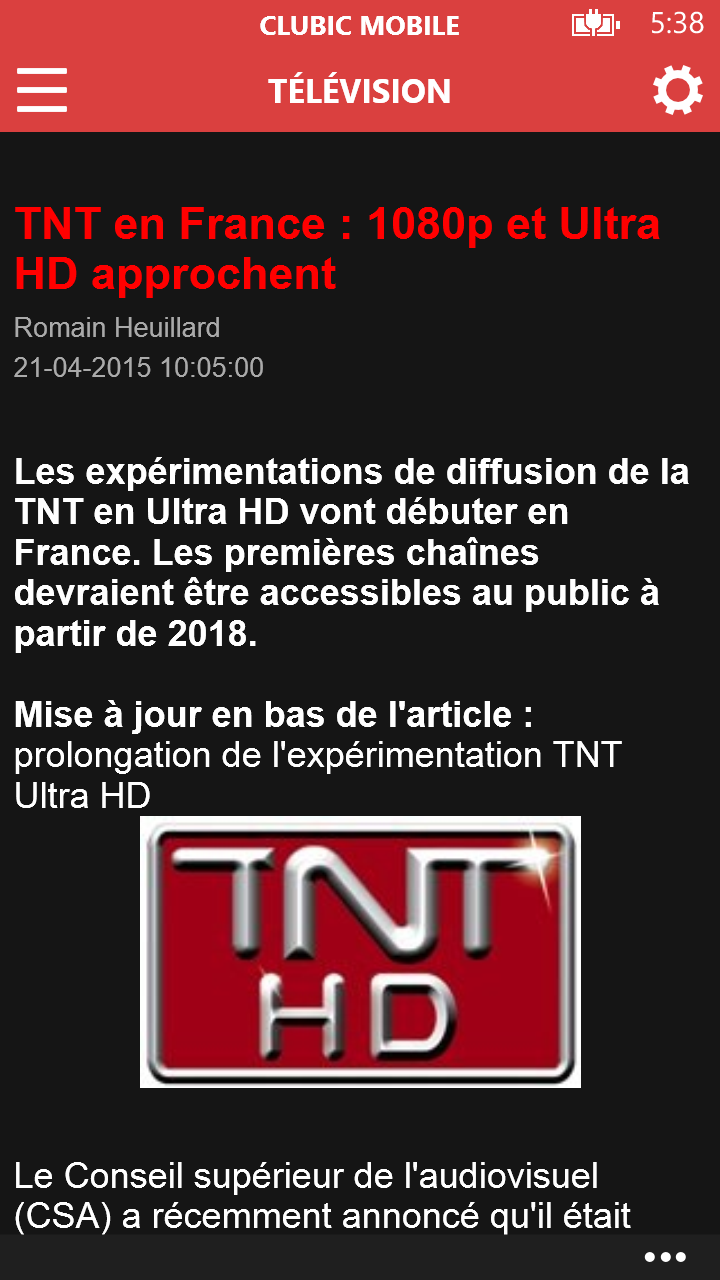 CLUBIC MOBILE
5:38
TÉLÉVISION
TNT en France : 1080p et Ultra
HD approchent
Romain Heuillard
21-04-2015 10:05:00
Les expérimentations de diffusion de la
TNT en Ultra HD vont débuter en
France. Les premières chaînes
devraient être accessibles au public à
partir de 2018.
Mise à jour en bas de l'article :
prolongation de l'expérimentation TNT
Ultra HD
TNT
HD
Le Conseil supérieur de l'audiovisuel
(CSA) a récemment annoncé qu'il était